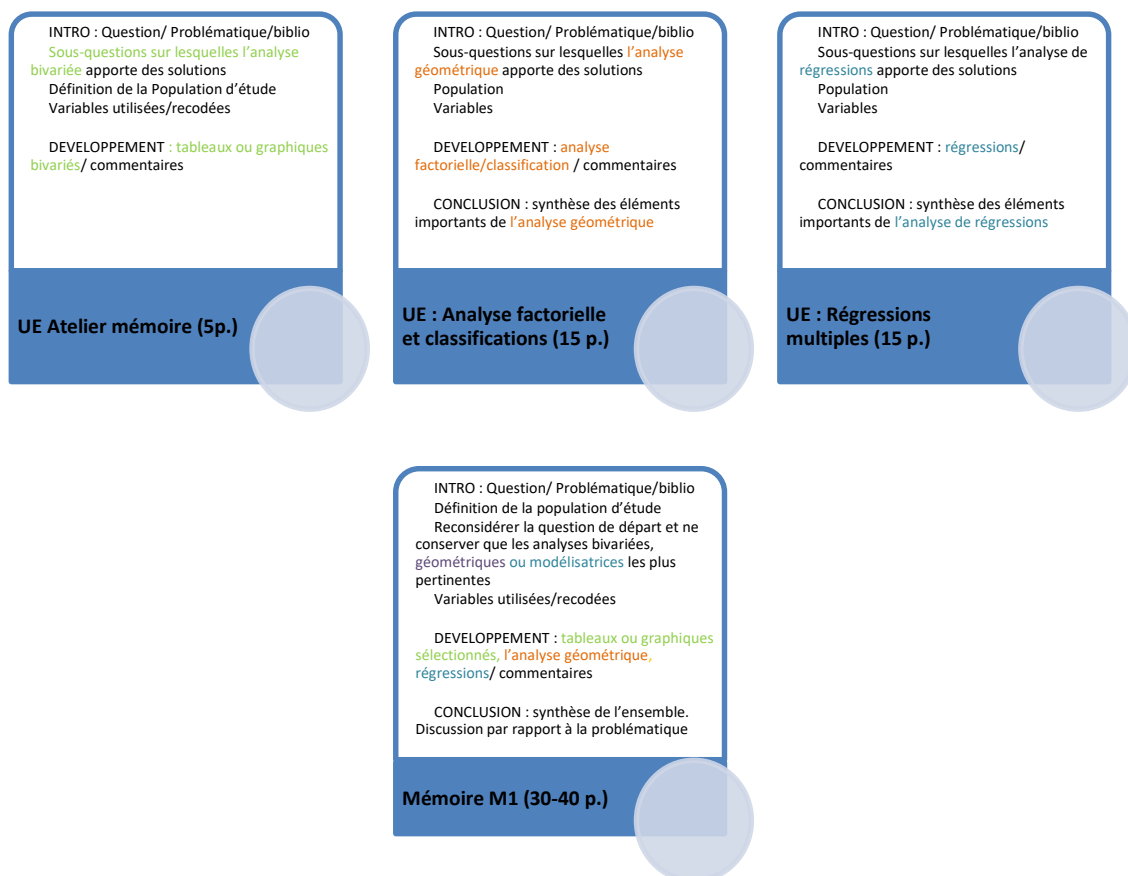 INTRO : Question/ Problématique/biblio
Sous-questions sur lesquelles l'analyse
bivariée apporte des solutions
Définition de la Population d'étude
Variables utilisées/recodées
DEVELOPPEMENT : tableaux ou graphiques
bivariés/ commentaires
UE Atelier mémoire (5p.)
INTRO : Question/ Problématique/biblio
Sous-questions sur lesquelles l'analyse
géométrique apporte des solutions
Population
Variables
DEVELOPPEMENT : analyse
factorielle/classification / commentaires
CONCLUSION : synthèse des éléments
importants de l'analyse géométrique
UE : Analyse factorielle
et classifications (15 p.)
INTRO : Question/ Problématique/biblio
Sous-questions sur lesquelles l'analyse de
régressions apporte des solutions
Population
Variables
DEVELOPPEMENT : régressions/
commentaires
CONCLUSION : synthèse des éléments
importants de l'analyse de régressions
UE : Régressions
multiples (15 p.)
INTRO : Question/ Problématique/biblio
Définition de la population d'étude
Reconsidérer la question de départ et ne
conserver que les analyses bivariées,
géométriques ou modélisatrices les plus
pertinentes
Variables utilisées/recodées
DEVELOPPEMENT : tableaux ou graphiques
sélectionnés, l'analyse géométrique,
régressions/ commentaires
CONCLUSION : synthèse de l'ensemble.
Discussion par rapport à la problématique
Mémoire M1 (30-40 p.)